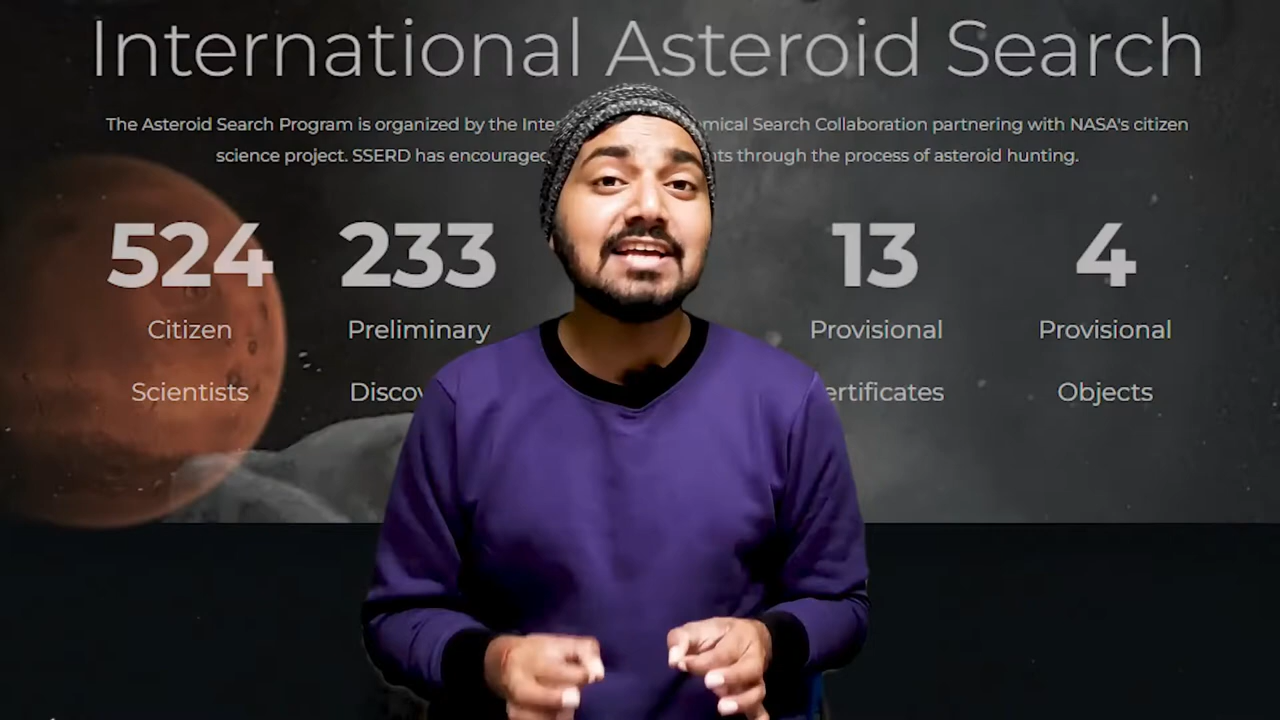 International Asteroid Search
The Asteroid Search Program is organized by the Inter mical Search Collaboration partnering with NASA's citizen
science project. SSERD has encouraged ts through the process of asteroid hunting.
524 233 13 4
Citizen Preliminary Provisional Provisional
Scientists Disco ertificates Objects